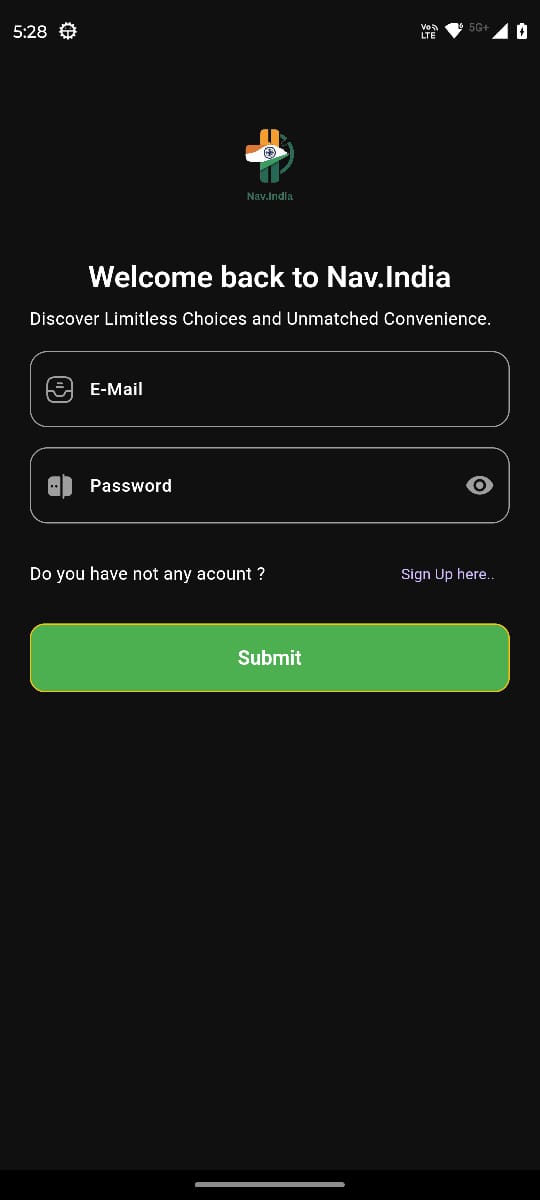 5:28
Vo LTE
5G+
Nav.India
Welcome back to Nav.India
Discover Limitless Choices and Unmatched Convenience.
E-Mail
Password
Do you have not any acount ? Sign Up here..
Submit